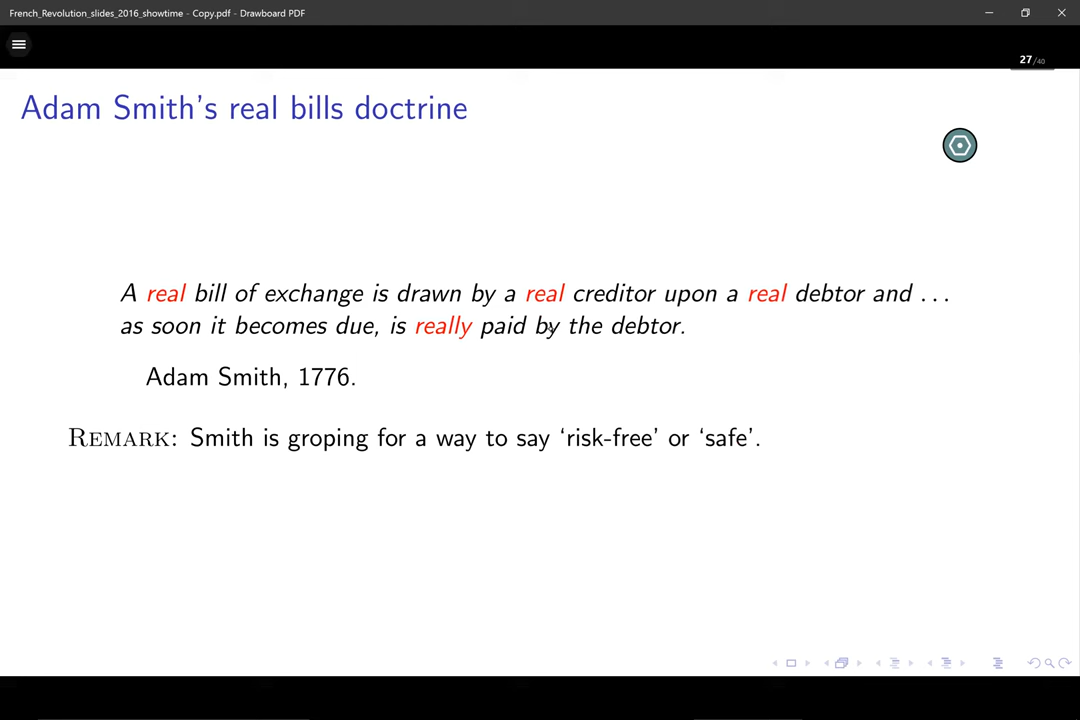 French_Revolution_slides_2016_showtime - Copy.pdf - Drawboard PDF
27/40
Adam Smith's real bills doctrine
A real bill of exchange is drawn by a real creditor upon a real debtor and . . .
as soon it becomes due, is really paid by the debtor.
Adam Smith, 1776.
REMARK: Smith is groping for a way to say ‘risk-free’ or ‘safe’.